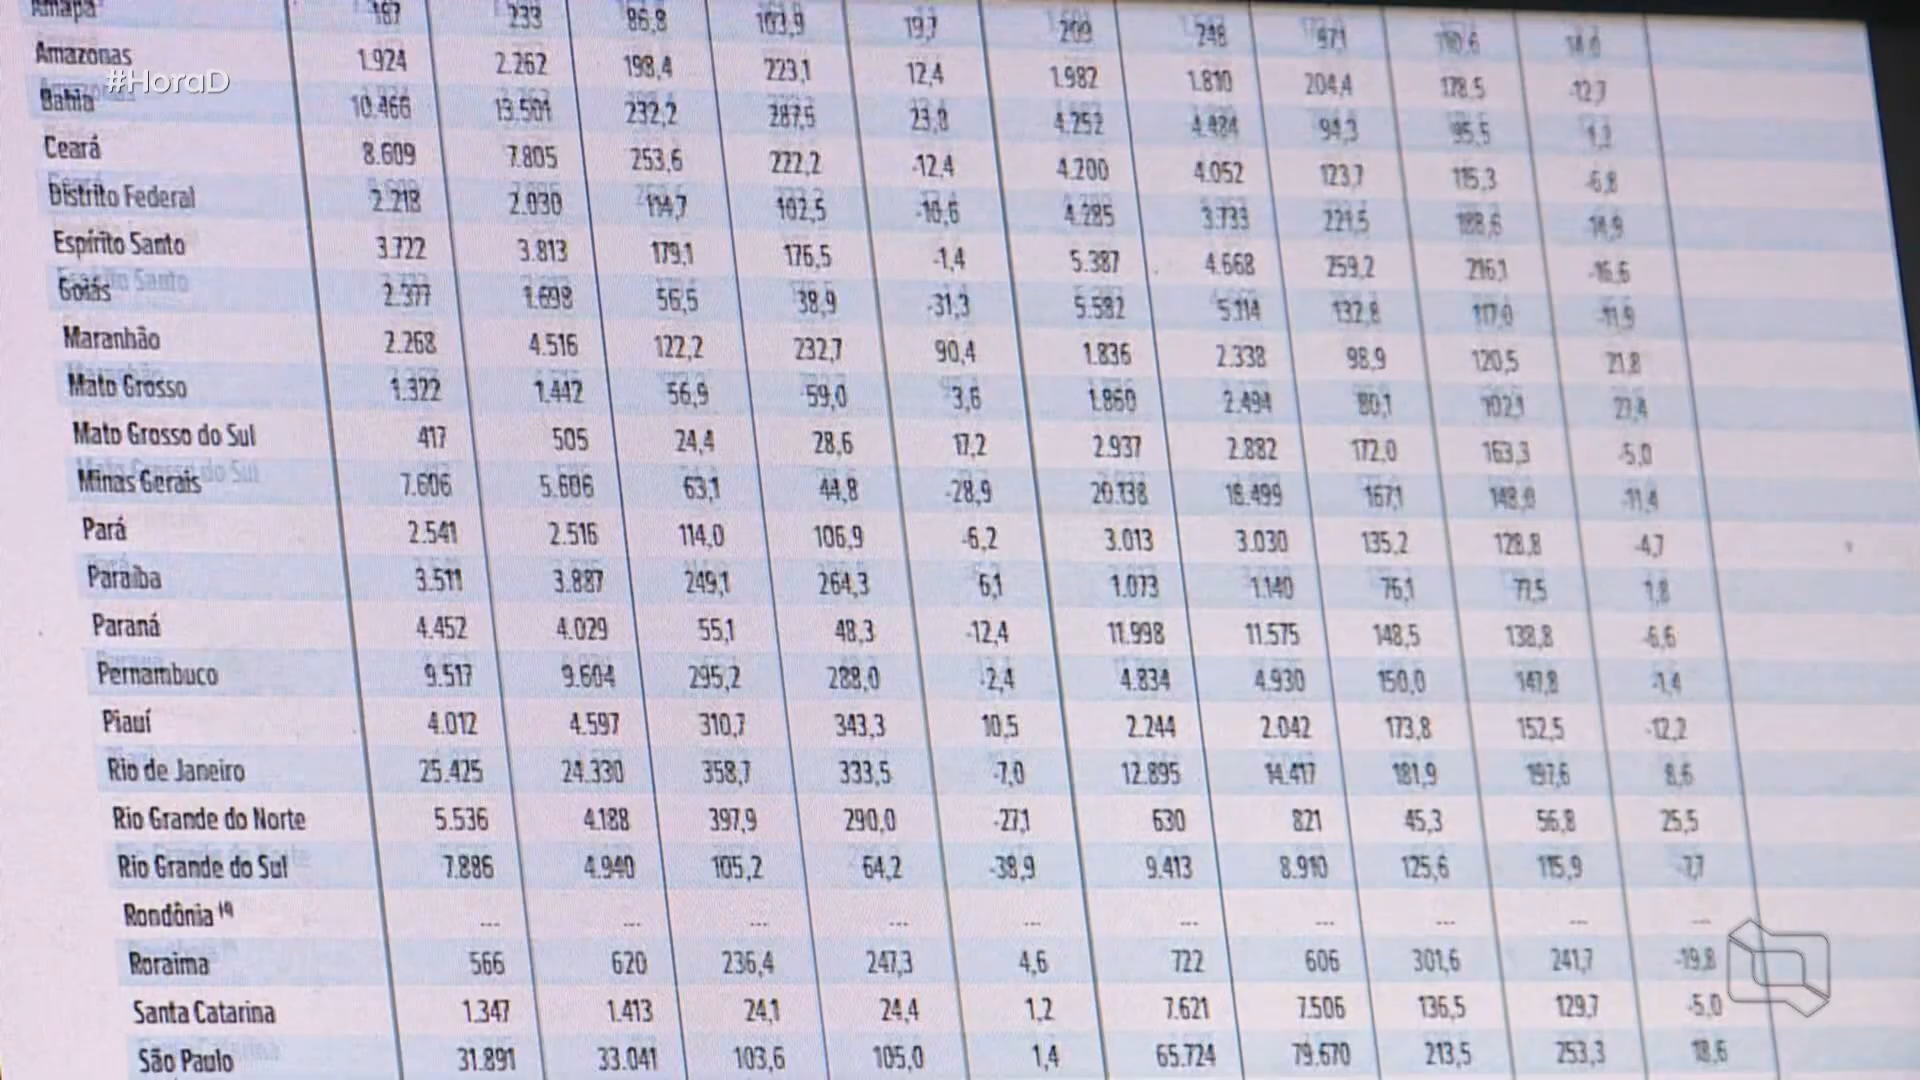 Amapá 167 233 86,8 103,9 19,7 209 248
Amazonas 1.924 2.262 198,4 223,1 12,4 1.982 1.810 204,4 178,5 -12,7
#HoraD
Bahia 10.466 13.501 232,2 287,5 23,8 4.252 4.484 94,3 95,5
Ceará 8.609 7.805 253,6 222,2 -12,4 4.200 4.052 123,7 115,3 -6,8
Distrito Federal 2.218 2.030 114,7 102,5 -10,6 4.285 3.733 221,5 188,6 -14,9
Espírito Santo 3.722 3.813 179,1 176,5 -1,4 5.387 4.668 259,2 216,1 -16,6
Goiás 2.377 1.698 56,5 38,9 -31,3 5.582 5.114 132,8 117,0 -11,9
Maranhão 2.268 4.516 122,2 232,7 90,4 1.836 2.338 98,9 120,5 21,8
Mato Grosso 1.322 1.442 56,9 59,0 3,6 1.860 2.494 80,1 102,1 27,4
Mato Grosso do Sul 417 505 24,4 28,6 17,2 2.937 2.882 172,0 163,3 -5,0
Minas Gerais 7.606 5.606 63,1 44,8 -28,9 20.138 18.499 167,1 148,0 -11,4
Pará 2.541 2.516 114,0 106,9 -6,2 3.013 3.030 135,2 128,8 -4,7
Paraíba 3.511 3.887 249,1 264,3 6,1 1.073 1.140 76,1 77,5 1,8
Paraná 4.452 4.029 55,1 48,3 -12,4 11.998 11.575 148,5 138,8 -6,6
Pernambuco 9.517 9.604 295,2 288,0 -2,4 4.834 4.930 150,0 147,8 -1,4
Piauí 4.012 4.597 310,7 343,3 10,5 2.244 2.042 173,8 152,5 -12,2
Rio de Janeiro 25.425 24.330 358,7 333,5 -7,0 12.895 14.417 181,9 197,6 8,6
Rio Grande do Norte 5.536 4.188 397,9 290,0 -27,1 630 821 45,3 56,8 25,5
Rio Grande do Sul 7.886 4.940 105,2 64,2 -38,9 9.413 8.910 125,6 115,9 -7,7
Rondônia ... ... ... ... ... ... ... ... ... ...
Roraima 566 620 236,4 247,3 4,6 722 606 301,6 241,7 -19,8
Santa Catarina 1.347 1.413 24,1 24,4 1,2 7.621 7.506 136,5 129,7 -5,0
São Paulo 31.891 33.041 103,6 105,0 1,4 65.724 79.670 213,5 253,3 18,6